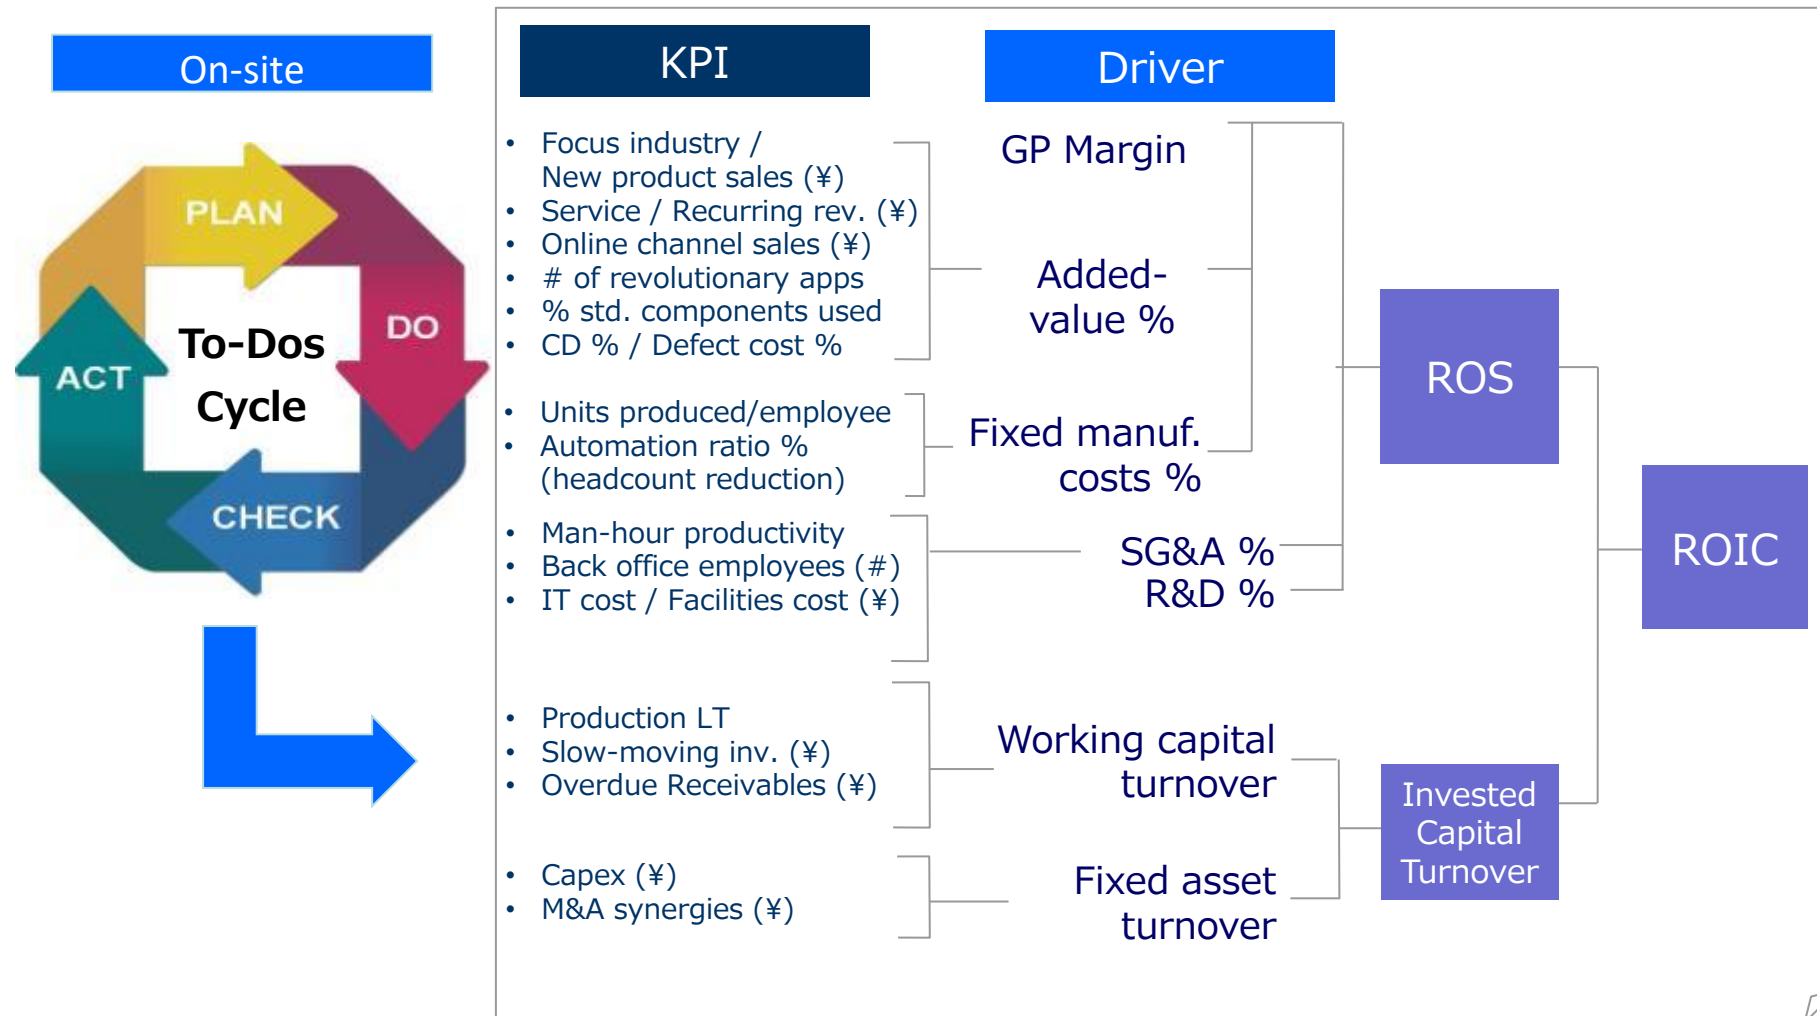 On-site
PLAN
DO
CHECK
ACT
To-Dos
Cycle
KPI
• Focus industry /
New product sales (¥)
• Service / Recurring rev. (¥)
• Online channel sales (¥)
• # of revolutionary apps
• % std. components used
• CD % / Defect cost %
• Units produced/employee
• Automation ratio %
(headcount reduction)
• Man-hour productivity
• Back office employees (#)
• IT cost / Facilities cost (¥)
• Production LT
• Slow-moving inv. (¥)
• Overdue Receivables (¥)
• Capex (¥)
• M&A synergies (¥)
Driver
GP Margin
Added-
value %
Fixed manuf.
costs %
SG&A %
R&D %
Working capital
turnover
Fixed asset
turnover
ROS
Invested
Capital
Turnover
ROIC